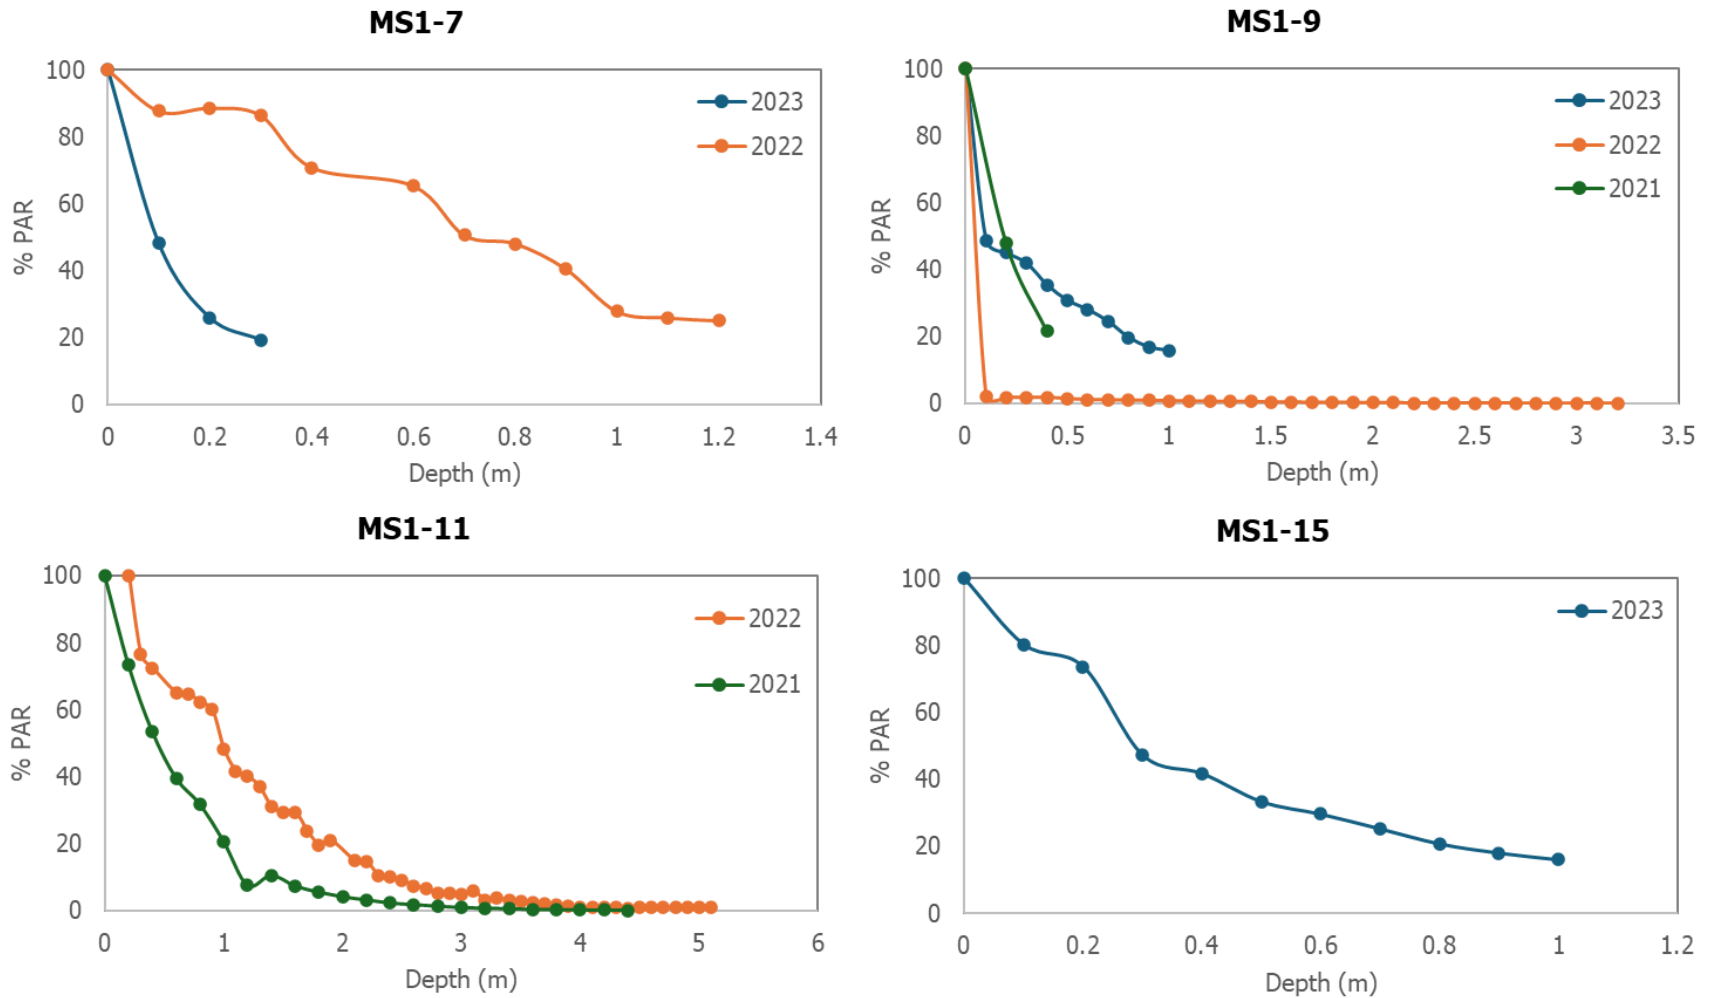 MS1-7
100
80
60
40
20
0
% PAR
0 0.2 0.4 0.6 0.8 1 1.2 1.4
Depth (m)
2023
2022
MS1-9
100
80
60
40
20
0
% PAR
0 0.5 1 1.5 2 2.5 3 3.5
Depth (m)
2023
2022
2021
MS1-11
100
80
60
40
20
0
% PAR
0 1 2 3 4 5 6
Depth (m)
2022
2021
MS1-15
100
80
60
40
20
0
% PAR
0 0.2 0.4 0.6 0.8 1 1.2
Depth (m)
2023